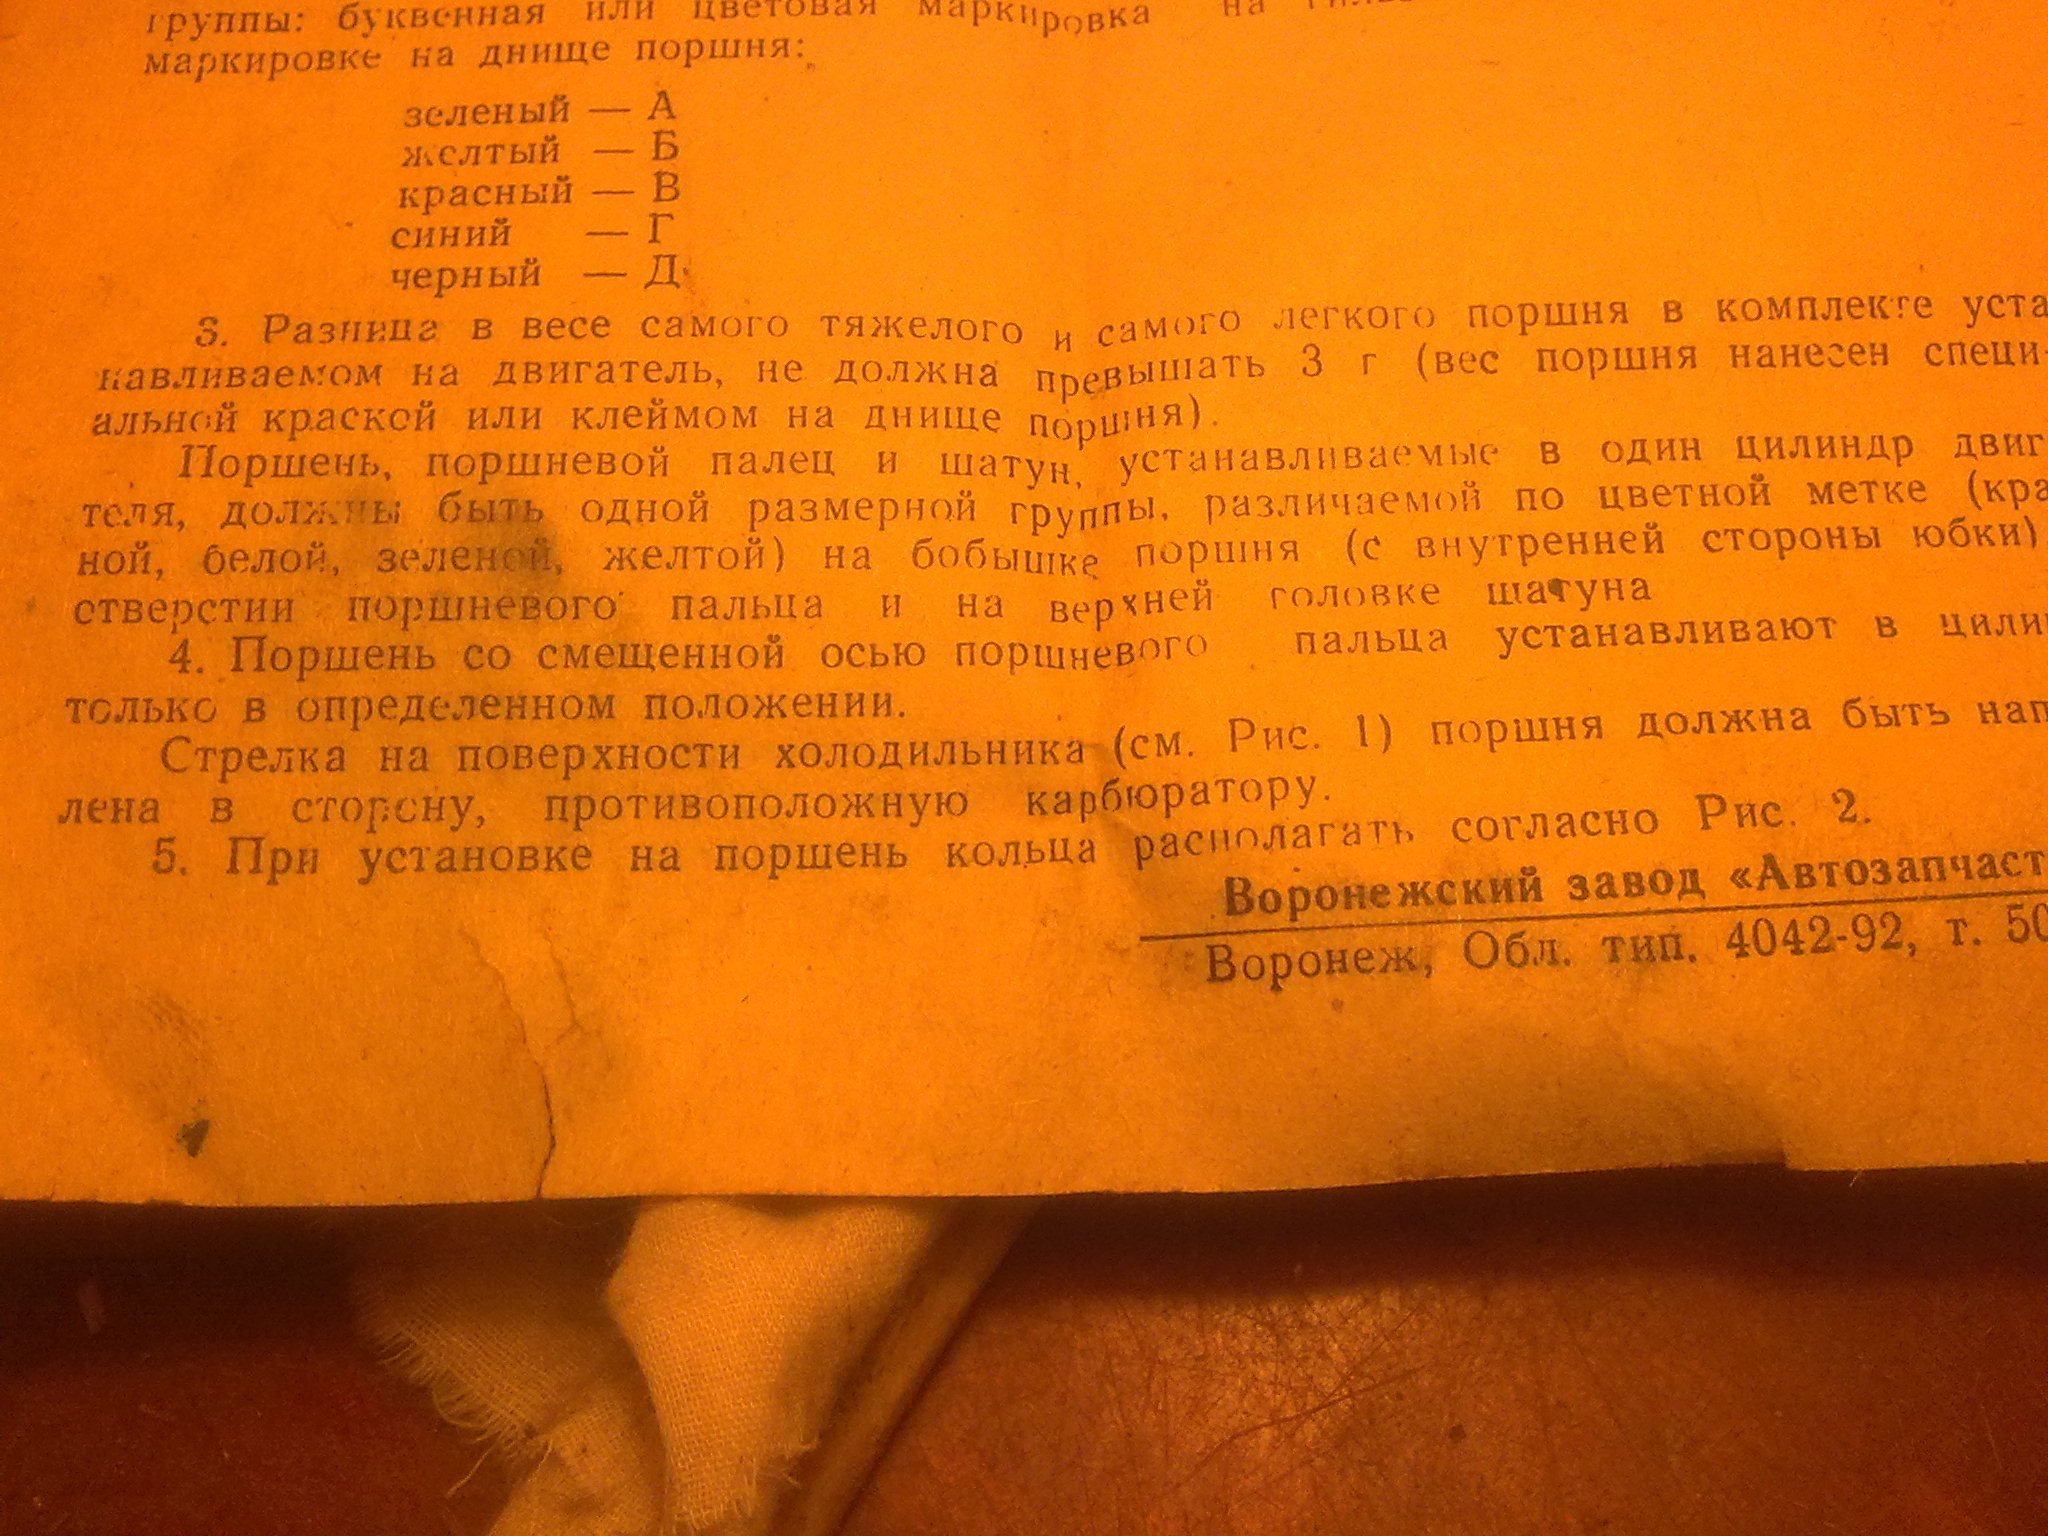 группы: буквенная или цветовая маркировка на
маркировке на днище поршня:
зеленый — А
желтый — Б
красный — В
синий — Г
черный — Д
3. Разница в весе самого тяжелого и самого легкого поршня в комплекте уста
навливаемом на двигатель, не должна превышать 3 г (вес поршня нанесен специ-
альной краской или клеймом на днище поршня).
Поршень, поршневой палец и шатун, устанавливаемые в один цилиндр двиг
теля, должны быть одной размерной группы, различаемой по цветной метке (кра
ной, белой, зеленой, желтой) на бобышке поршня (с внутренней стороны юбки)
стверстии поршневого пальца и на верхней головке шатуна
4. Поршень со смещенной осью поршневого пальца устанавливают в цили
только в определенном положении.
Стрелка на поверхности холодильника (см. Рис. 1) поршня должна быть нап
лена в сторону, противоположную карбюратору.
5. При установке на поршень кольца располагать согласно Рис. 2.
Воронежский завод «Автозапчаст
Воронеж, Обл. тип. 4042-92, т. 50